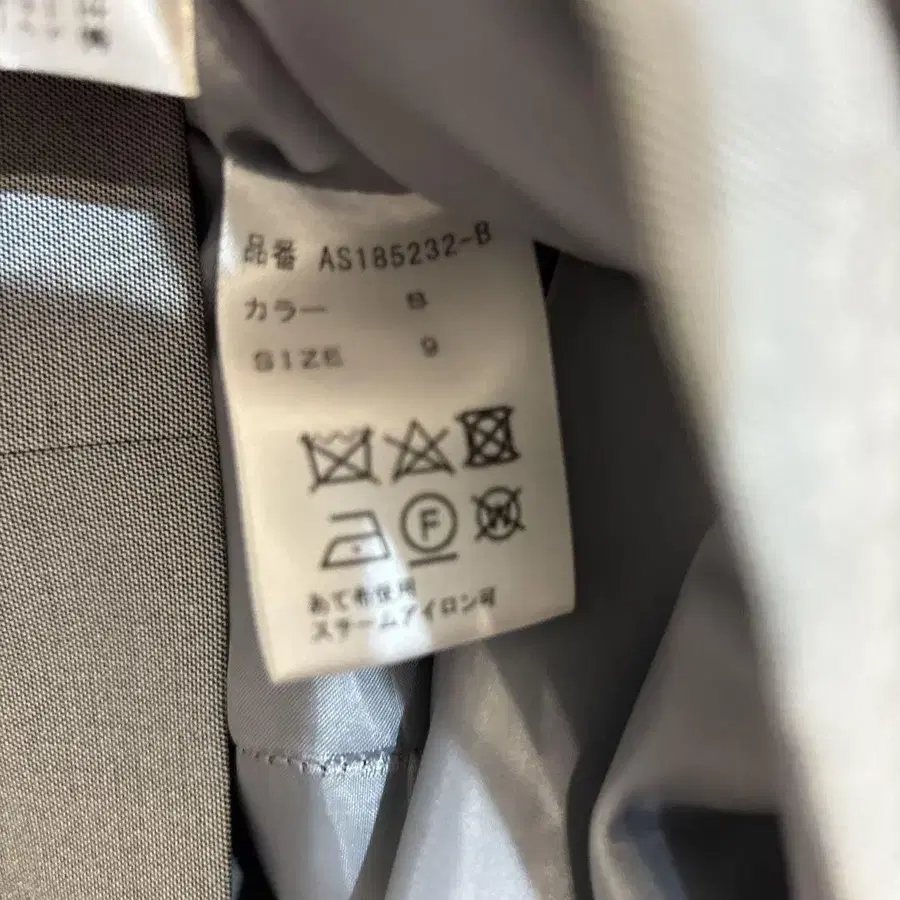 品番 AS185232-B
カラー B
SIZE 9
F
W
あて布使用
スチームアイロン可